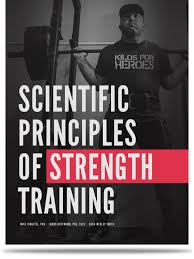 KILOS FOR
HEROES
SCIENTIFIC
PRINCIPLES
OF STRENGTH
TRAINING